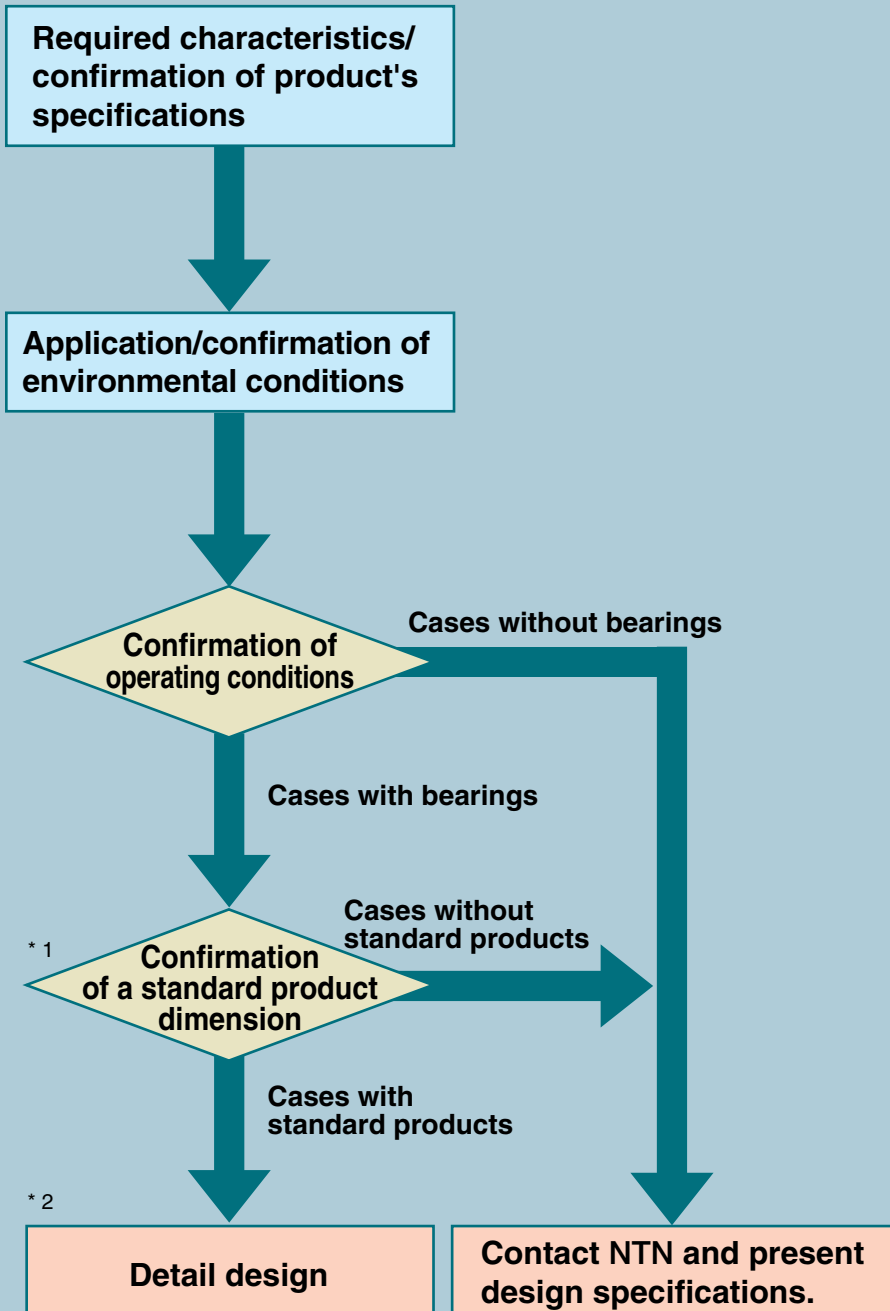 Required characteristics/
confirmation of product's
specifications
Application/confirmation of
environmental conditions
Cases without bearings
Confirmation of
operating conditions
Cases with bearings
Cases without
standard products
* 1
Confirmation
of a standard product
dimension
Cases with
standard products
* 2
Detail design
Contact NTN and present
design specifications.